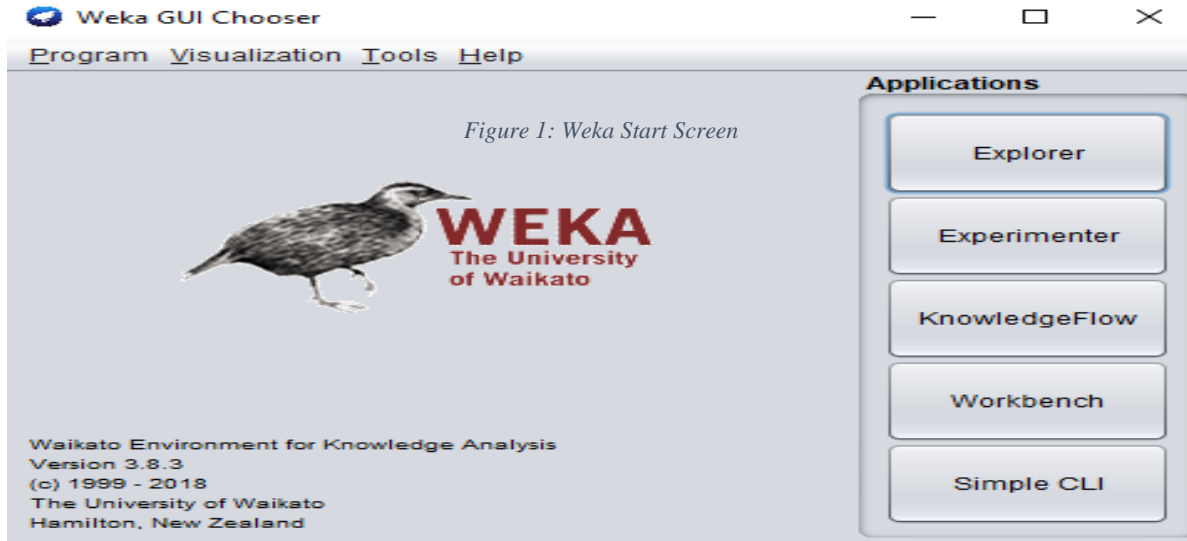 Weka GUI Chooser
Program Visualization Tools Help
Applications
Figure 1: Weka Start Screen
Explorer
WEKA
The University
of Waikato
Experimenter
KnowledgeFlow
Workbench
Simple CLI
Waikato Environment for Knowledge Analysis
Version 3.8.3
(c) 1999 - 2018
The University of Waikato
Hamilton, New Zealand